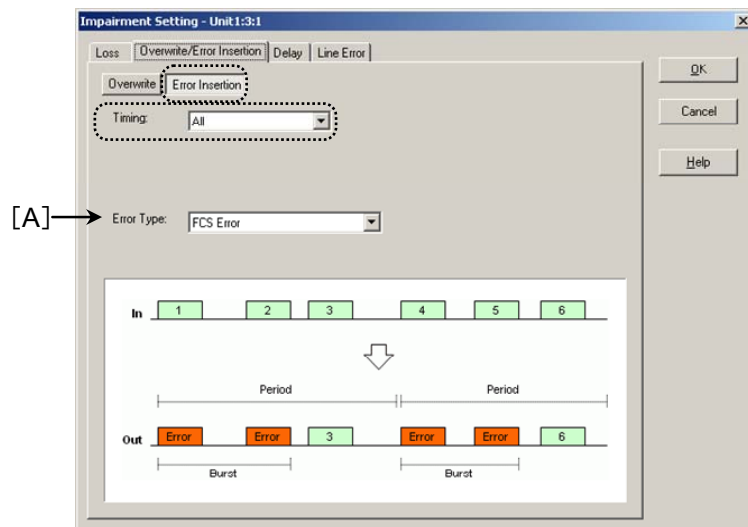 Impairment Setting - Unit1:3:1
Loss Overwrite/Error Insertion Delay Line Error
OK
Overwrite Error Insertion
Timing: All
Cancel
Help
[A] Error Type: FCS Error
In 1 2 3 4 5 6
Period Period
Out Error Error 3 Error Error 6
Burst Burst